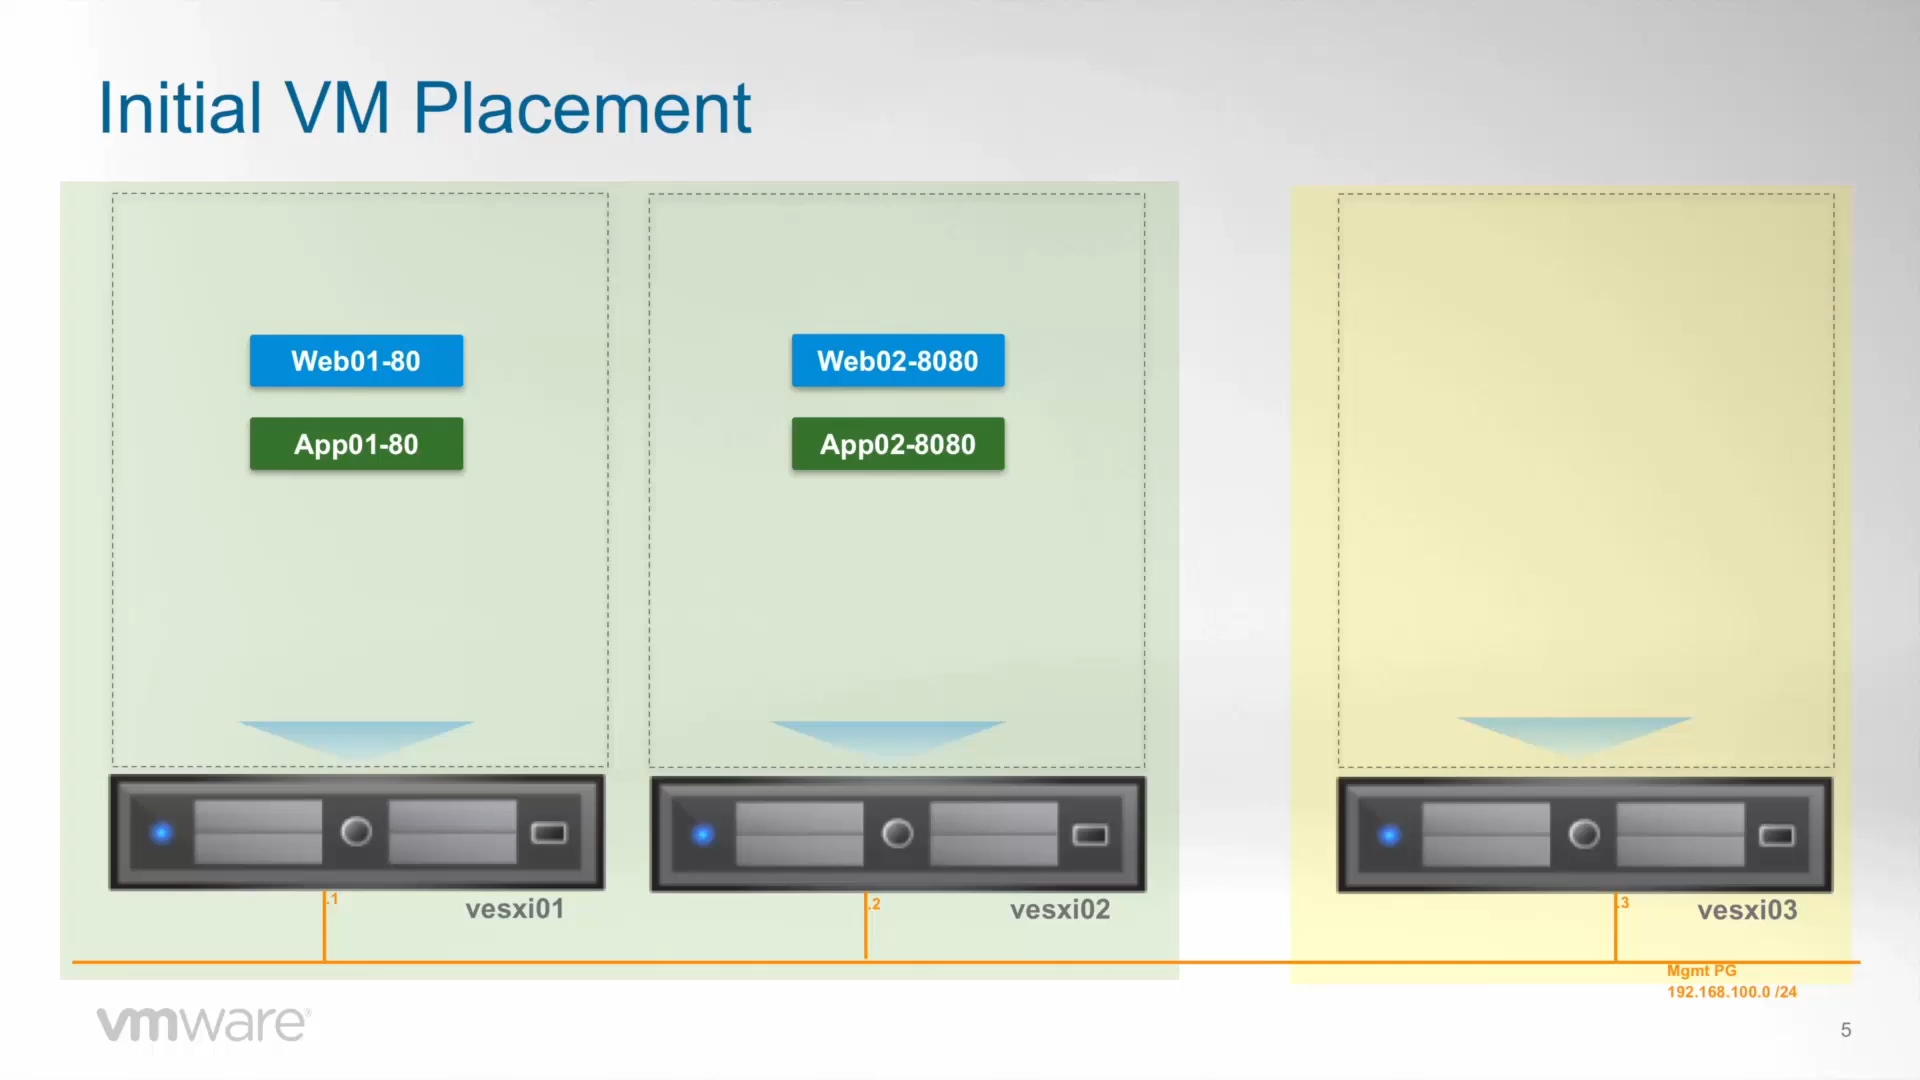 Initial VM Placement
Web01-80
Web02-8080
App01-80
App02-8080
.1
vesxi01
.2
vesxi02
.3
vesxi03
Mgmt PG
192.168.100.0 /24
vmware®
5